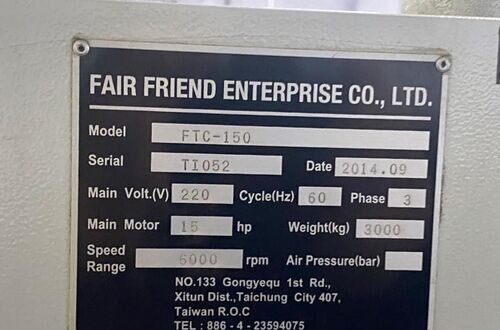 FAIR FRIEND ENTERPRISE CO., LTD.
Model FTC-150
Serial TI052 Date 2014.09
Main Volt.(V) 220 Cycle(Hz) 60 Phase 3
Main Motor 15 hp Weight(kg) 3000
Speed Range 6000 rpm Air Pressure(bar)
NO.133 Gongyequ 1st Rd.,
Xitun Dist.,Taichung City 407,
Taiwan R.O.C
TEL : 886 - 4 - 23594075